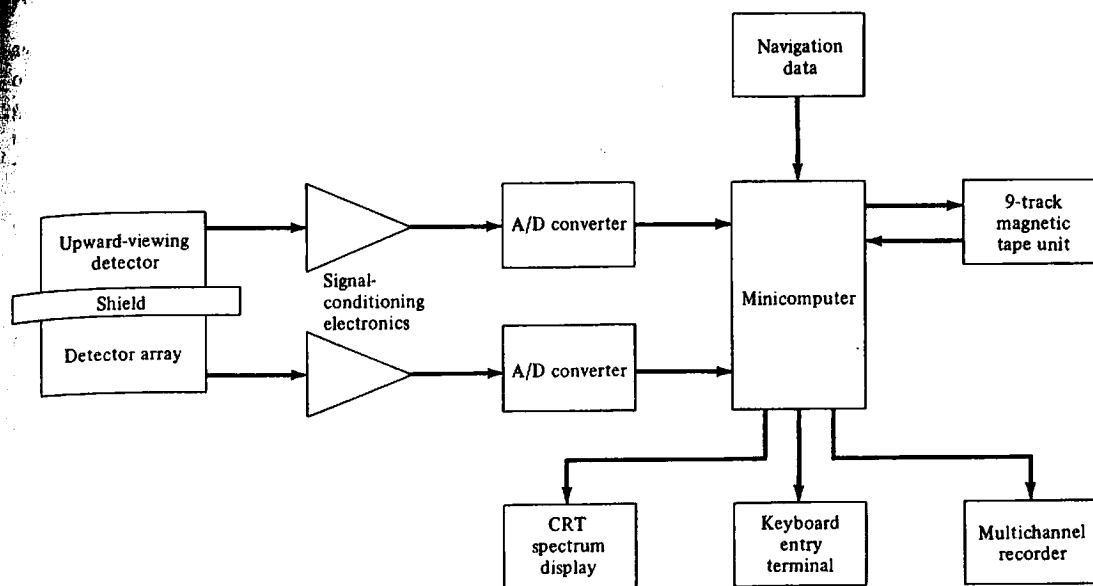 Navigation
data
Upward-viewing
detector
Shield
Detector array
Signal-
conditioning
electronics
A/D converter
A/D converter
Minicomputer
9-track
magnetic
tape unit
CRT
spectrum
display
Keyboard
entry
terminal
Multichannel
recorder